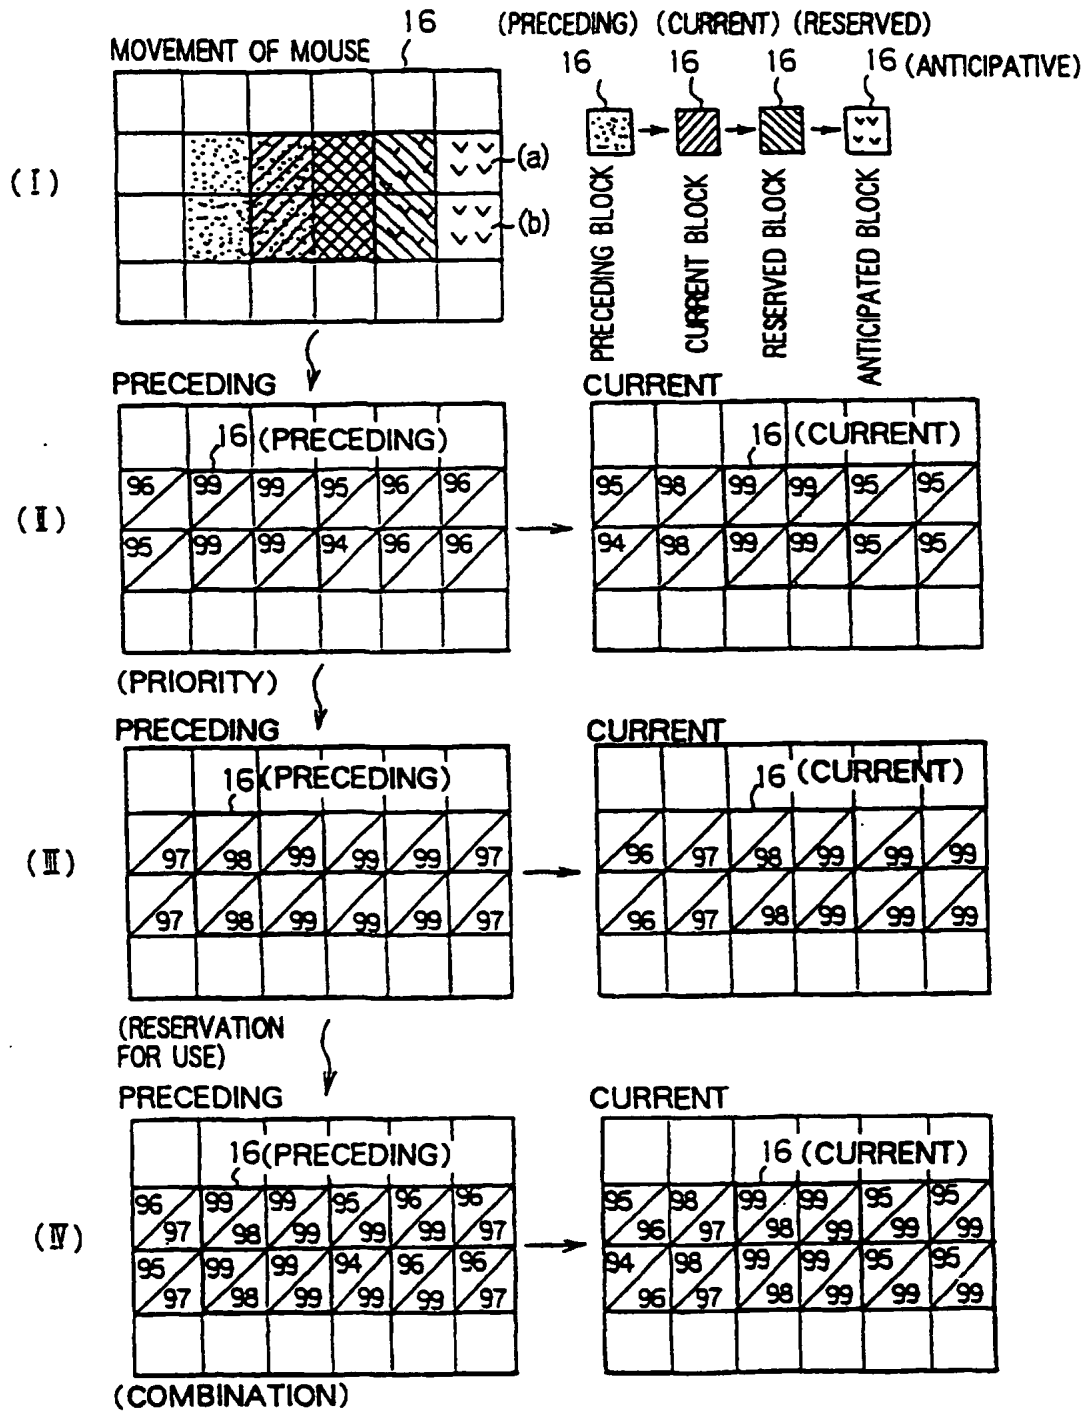 MOVEMENT OF MOUSE
16
(PRECEDING) (CURRENT) (RESERVED)
16 16 16 16 (ANTICIPATIVE)
(I)
(a)
(b)
PRECEDING BLOCK
CURRENT BLOCK
RESERVED BLOCK
ANTICIPATED BLOCK
PRECEDING
CURRENT
16 (PRECEDING)
16 (CURRENT)
(II)
96 99 99 95 96 96
95 98 99 99 95 95
95 99 99 94 96 96
94 98 99 99 95 95
(PRIORITY)
PRECEDING
CURRENT
16 (PRECEDING)
16 (CURRENT)
(III)
97 98 99 99 99 97
96 97 98 99 99 99
97 98 99 99 99 97
96 97 98 99 99 99
(RESERVATION
FOR USE)
PRECEDING
CURRENT
16 (PRECEDING)
16 (CURRENT)
(IV)
96 99 99 95 96 96
97 98 99 99 99 97
95 98 99 99 95 95
96 97 98 99 99 99
95 99 99 94 96 96
97 98 99 99 99 97
94 98 99 99 95 95
96 97 98 99 99 99
(COMBINATION)